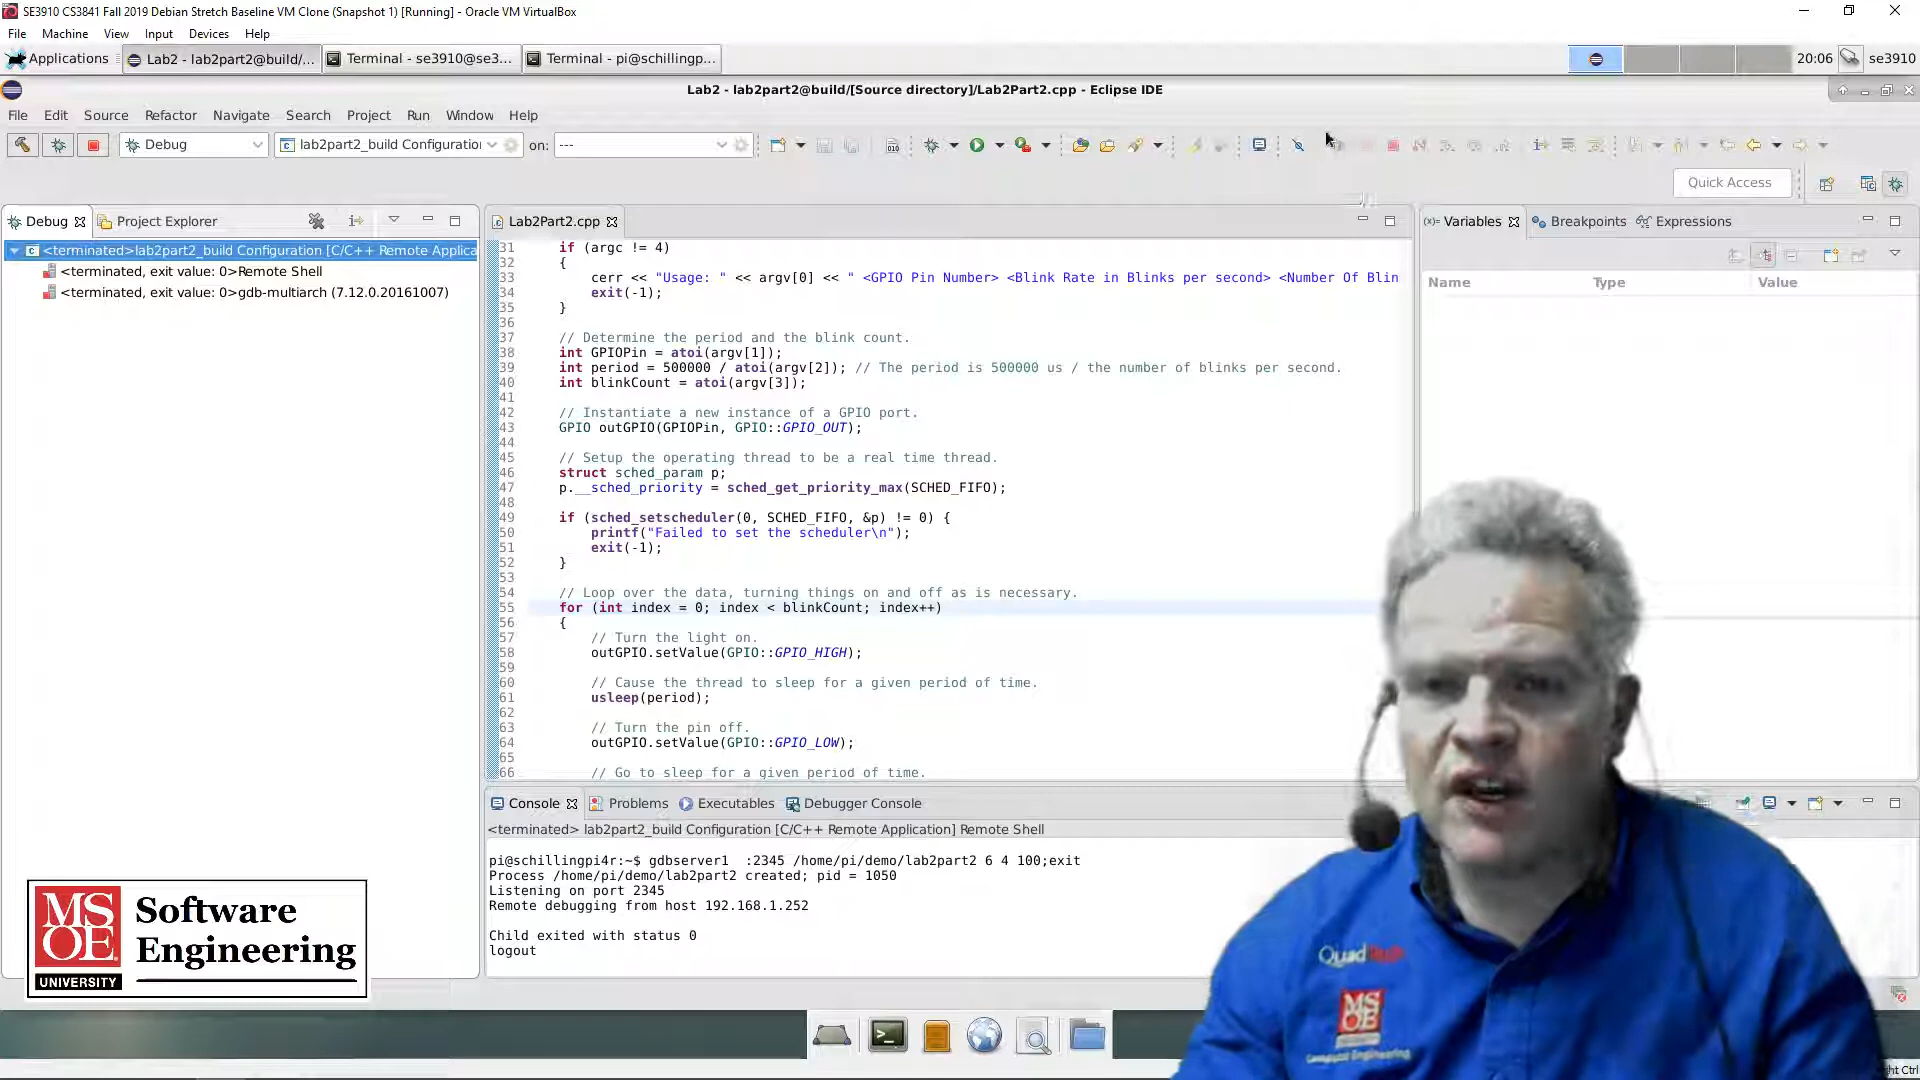 SE3910 CS3841 Fall 2019 Debian Stretch Baseline VM Clone (Snapshot 1) [Running] - Oracle VM VirtualBox
File Machine View Input Devices Help
Applications Lab2 - lab2part2@build/... Terminal - se3910@se3... Terminal - pi@schillingp... 20:06 se3910
Lab2 - lab2part2@build/[Source directory]/Lab2Part2.cpp - Eclipse IDE
File Edit Source Refactor Navigate Search Project Run Window Help
Debug lab2part2_build Configuration on: ---
Quick Access
Debug Project Explorer Lab2Part2.cpp Variables Breakpoints Expressions
<terminated>lab2part2_build Configuration [C/C++ Remote Applica
<terminated, exit value: 0>Remote Shell
<terminated, exit value: 0>gdb-multiarch (7.12.0.20161007)
Name Type Value
31 if (argc != 4)
32 {
33 cerr << "Usage: " << argv[0] << " <GPIO Pin Number> <Blink Rate in Blinks per second> <Number Of Blin
34 exit(-1);
35 }
36
37 // Determine the period and the blink count.
38 int GPIOPin = atoi(argv[1]);
39 int period = 500000 / atoi(argv[2]); // The period is 500000 us / the number of blinks per second.
40 int blinkCount = atoi(argv[3]);
41
42 // Instantiate a new instance of a GPIO port.
43 GPIO outGPIO(GPIOPin, GPIO::GPIO_OUT);
44
45 // Setup the operating thread to be a real time thread.
46 struct sched_param p;
47 p.__sched_priority = sched_get_priority_max(SCHED_FIFO);
48
49 if (sched_setscheduler(0, SCHED_FIFO, &p) != 0) {
50 printf("Failed to set the scheduler\n");
51 exit(-1);
52 }
53
54 // Loop over the data, turning things on and off as is necessary.
55 for (int index = 0; index < blinkCount; index++)
56 {
57 // Turn the light on.
58 outGPIO.setValue(GPIO::GPIO_HIGH);
59
60 // Cause the thread to sleep for a given period of time.
61 usleep(period);
62
63 // Turn the pin off.
64 outGPIO.setValue(GPIO::GPIO_LOW);
65
66 // Go to sleep for a given period of time.
Console Problems Executables Debugger Console
<terminated> lab2part2_build Configuration [C/C++ Remote Application] Remote Shell
pi@schillingpi4r:~$ gdbserver1  :2345 /home/pi/demo/lab2part2 6 4 100;exit
Process /home/pi/demo/lab2part2 created; pid = 1050
Listening on port 2345
Remote debugging from host 192.168.1.252
Child exited with status 0
logout
MSOE
UNIVERSITY
Software
Engineering
Quad
MS
OE
ht Ctrl